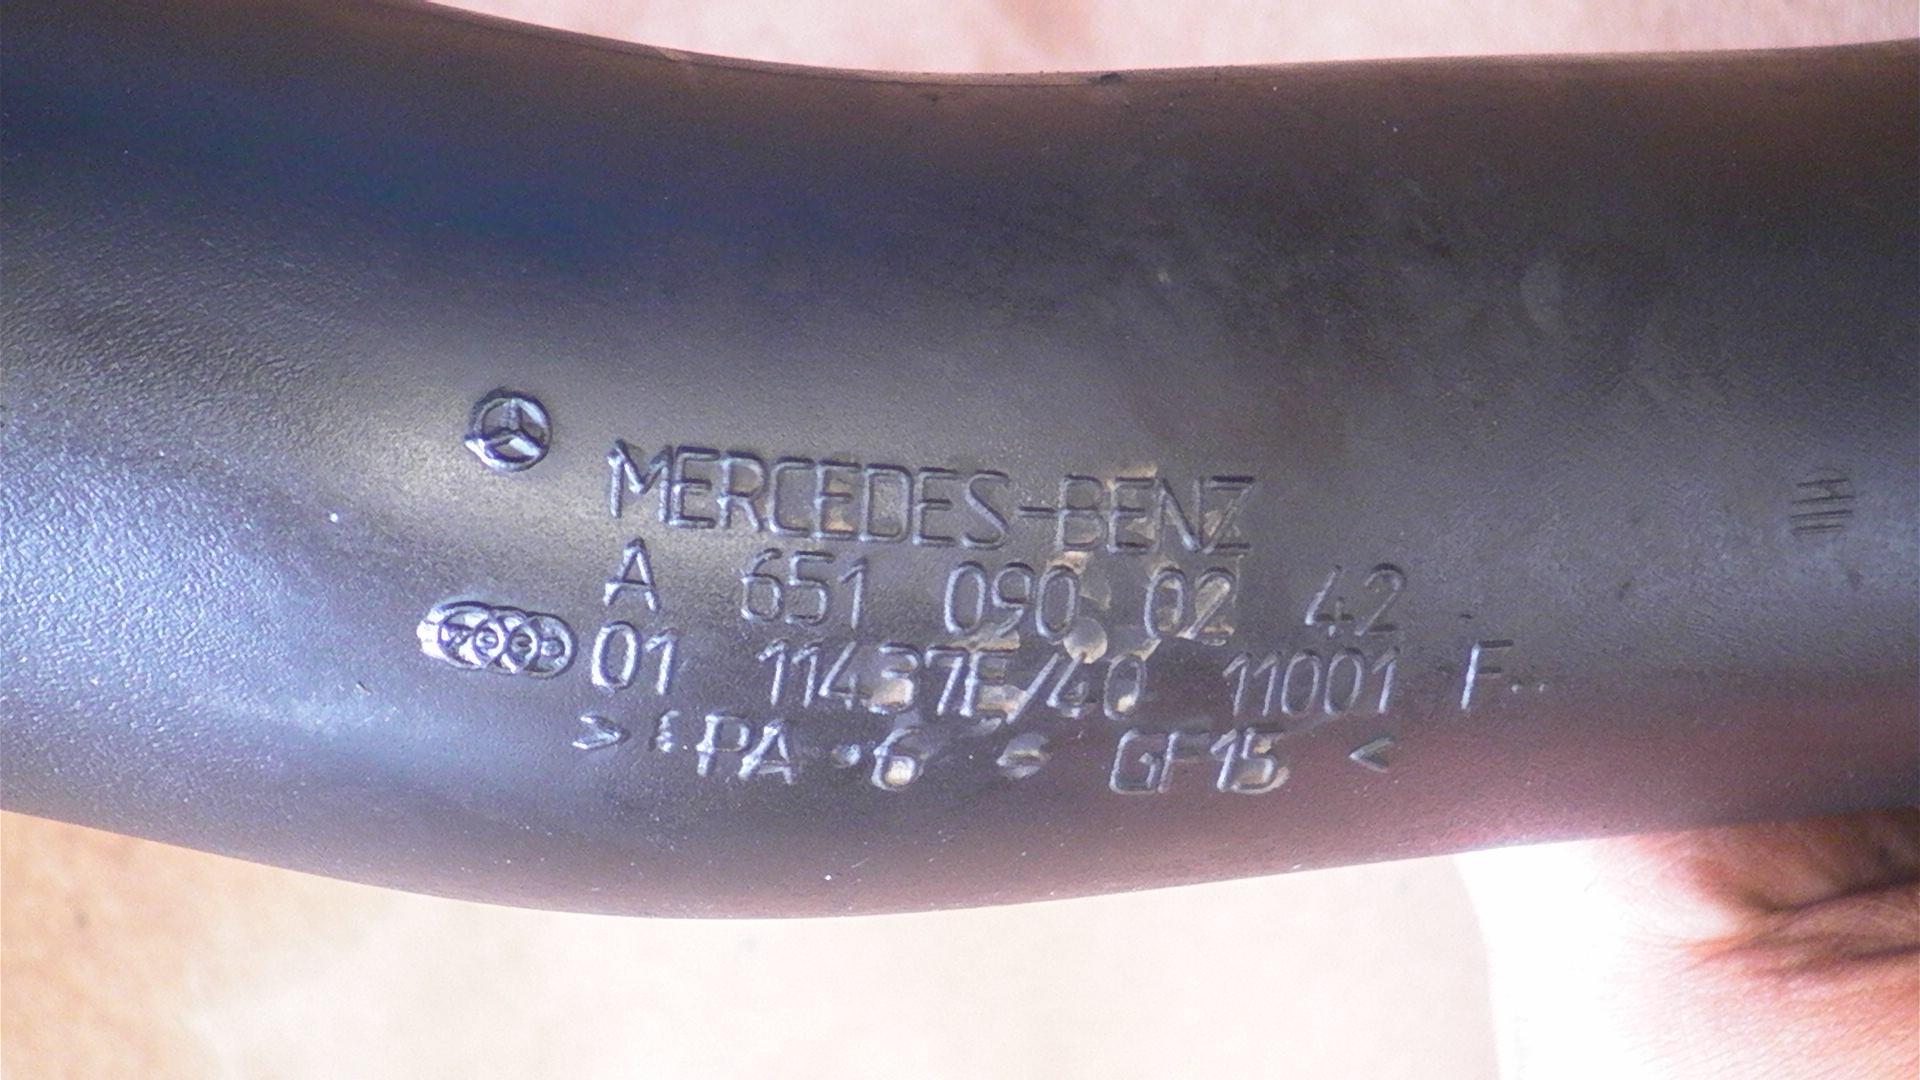 MERCEDES-BENZ
A 651 090 02 42
01 11437E/40 11001 F..
> PA 6 GF15 <